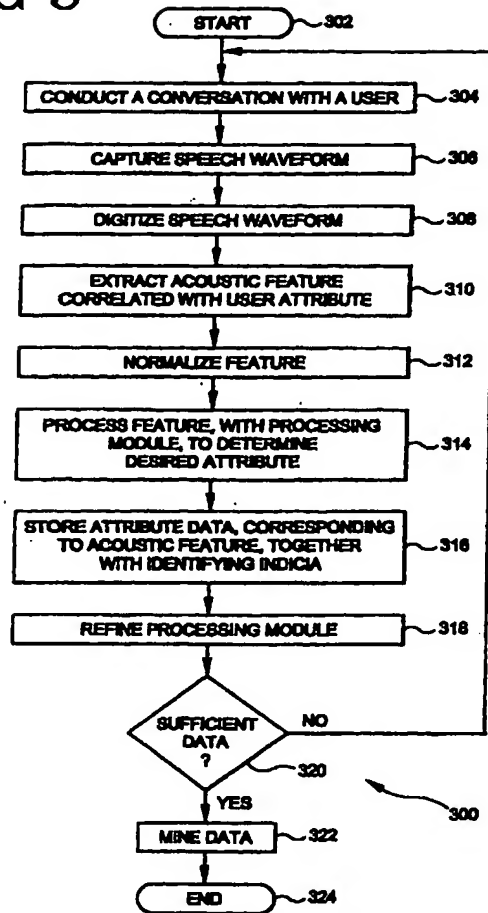 START 302
CONDUCT A CONVERSATION WITH A USER 304
CAPTURE SPEECH WAVEFORM 306
DIGITIZE SPEECH WAVEFORM 308
EXTRACT ACOUSTIC FEATURE
CORRELATED WITH USER ATTRIBUTE 310
NORMALIZE FEATURE 312
PROCESS FEATURE, WITH PROCESSING
MODULE, TO DETERMINE 314
DESIRED ATTRIBUTE
STORE ATTRIBUTE DATA, CORRESPONDING
TO ACOUSTIC FEATURE, TOGETHER 316
WITH IDENTIFYING INDICIA
REFINE PROCESSING MODULE 318
SUFFICIENT NO
DATA
? 320
YES 300
MINE DATA 322
END 324